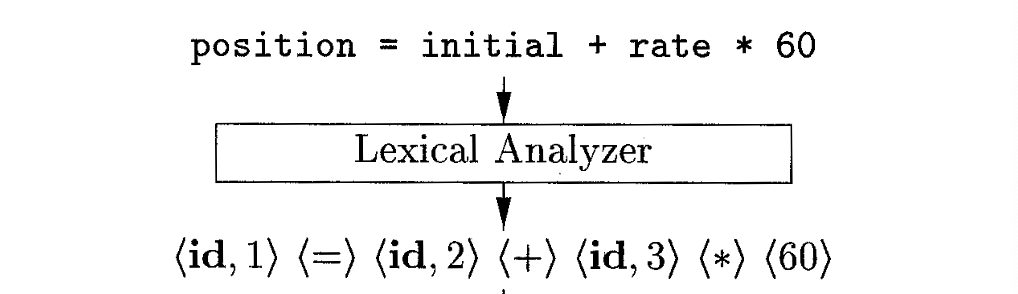 position = initial + rate * 60
Lexical Analyzer
⟨id, 1⟩ ⟨=⟩ ⟨id, 2⟩ ⟨+⟩ ⟨id, 3⟩ ⟨*⟩ ⟨60⟩